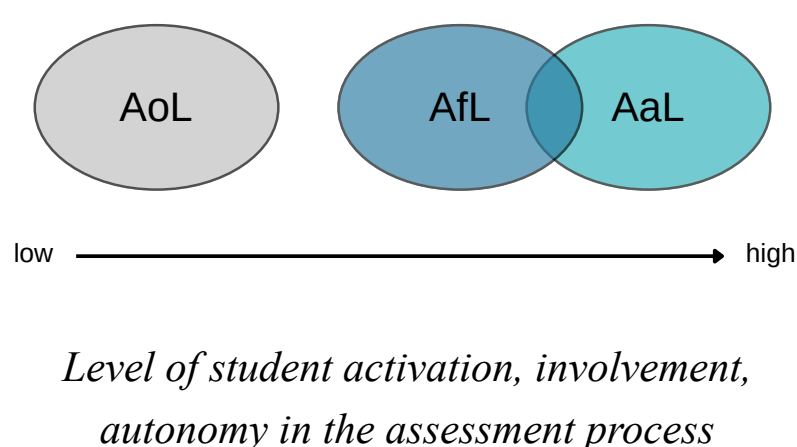 AoL AfL AaL
low high
Level of student activation, involvement,
autonomy in the assessment process